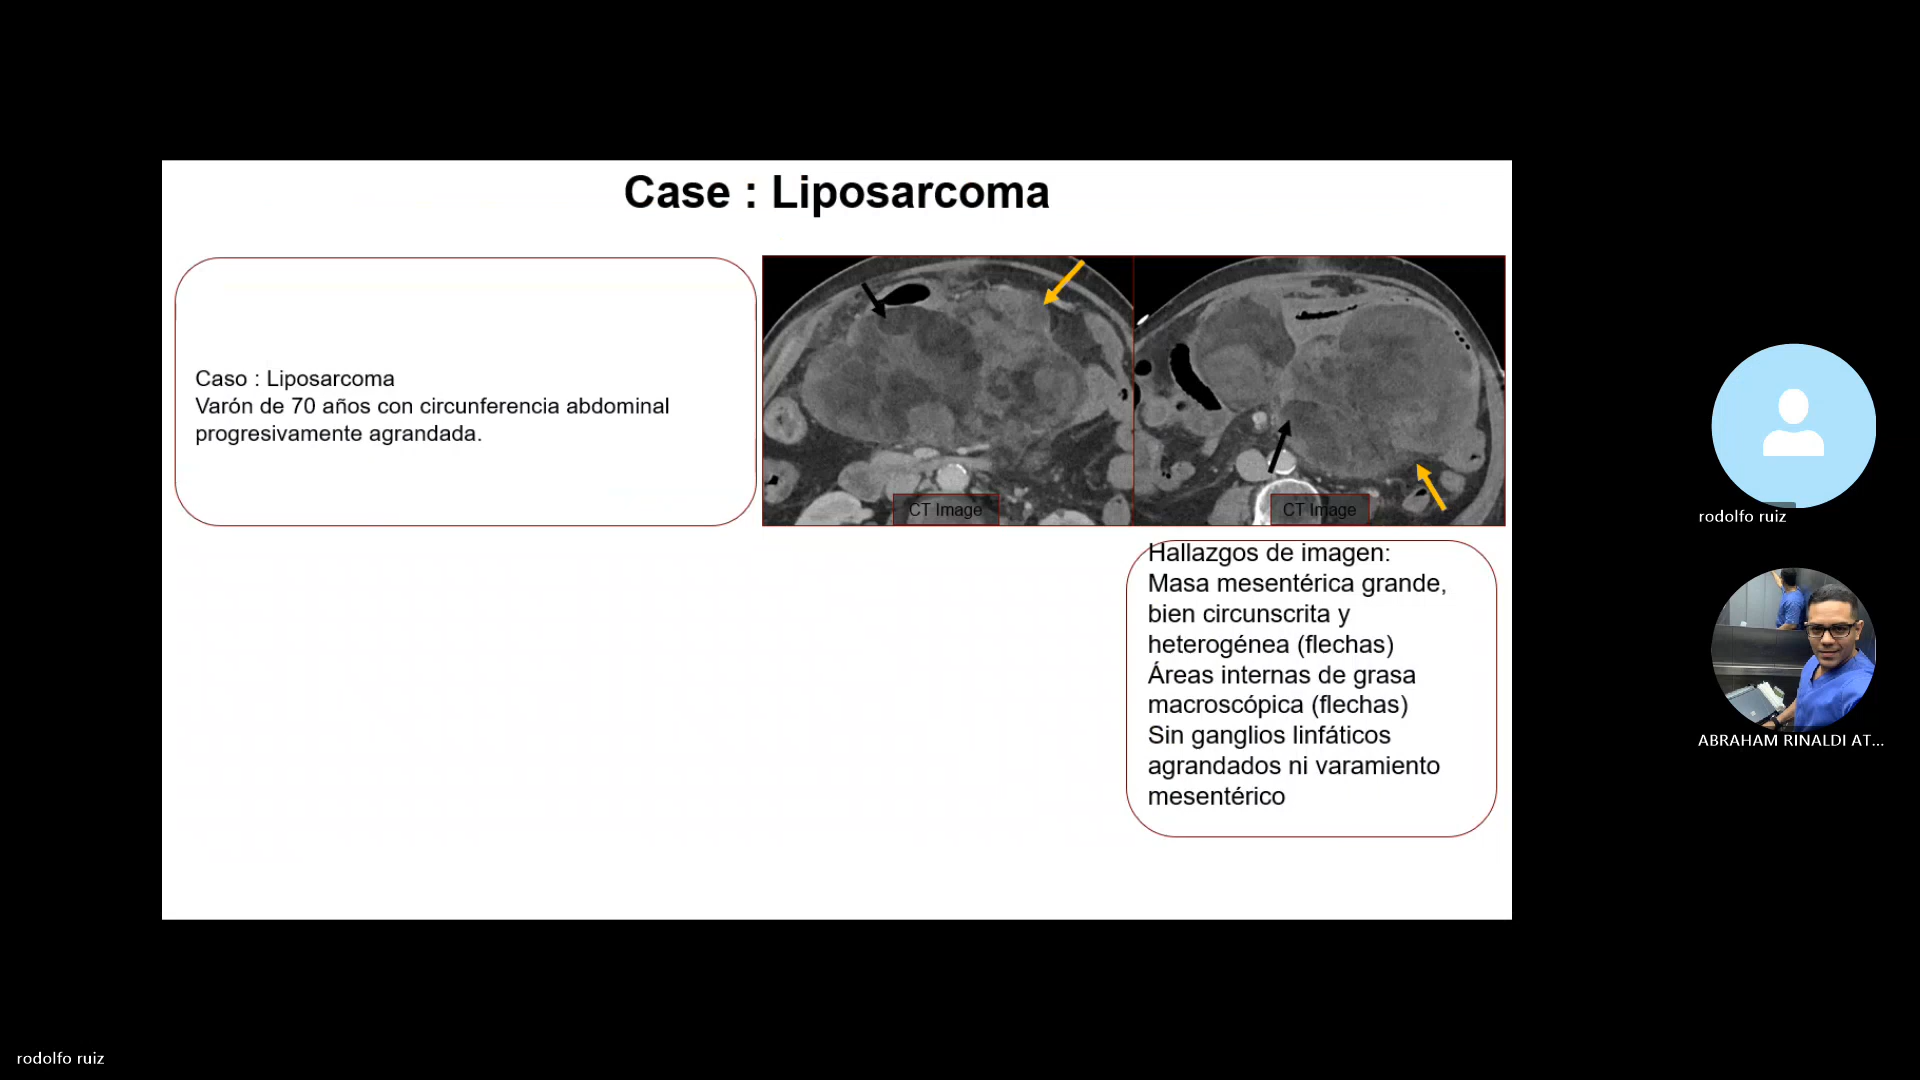 Case : Liposarcoma
Caso : Liposarcoma
Varón de 70 años con circunferencia abdominal
progresivamente agrandada.
CT Image
CT Image
Hallazgos de imagen:
Masa mesentérica grande,
bien circunscrita y
heterogénea (flechas)
Áreas internas de grasa
macroscópica (flechas)
Sin ganglios linfáticos
agrandados ni varamiento
mesentérico
rodolfo ruiz
ABRAHAM RINALDI AT...
rodolfo ruiz